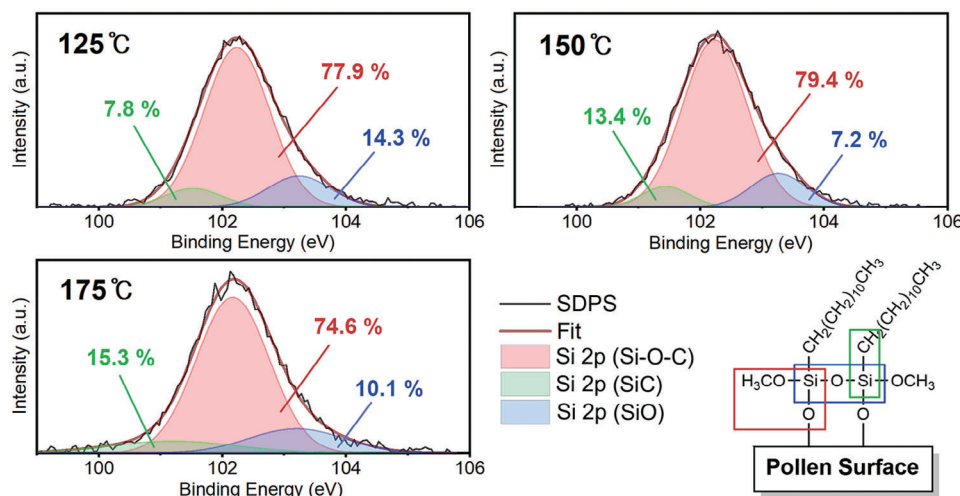 125℃
77.9 %
7.8 %
14.3 %
Intensity (a.u.)
100 102 104 106
Binding Energy (eV)
150℃
79.4 %
13.4 %
7.2 %
Intensity (a.u.)
100 102 104 106
Binding Energy (eV)
175℃
74.6 %
15.3 %
10.1 %
Intensity (a.u.)
100 102 104 106
Binding Energy (eV)
SDPS
Fit
Si 2p (Si-O-C)
Si 2p (SiC)
Si 2p (SiO)
CH2(CH2)10CH3
CH2(CH2)10CH3
H3CO Si O Si OCH3
O O
Pollen Surface